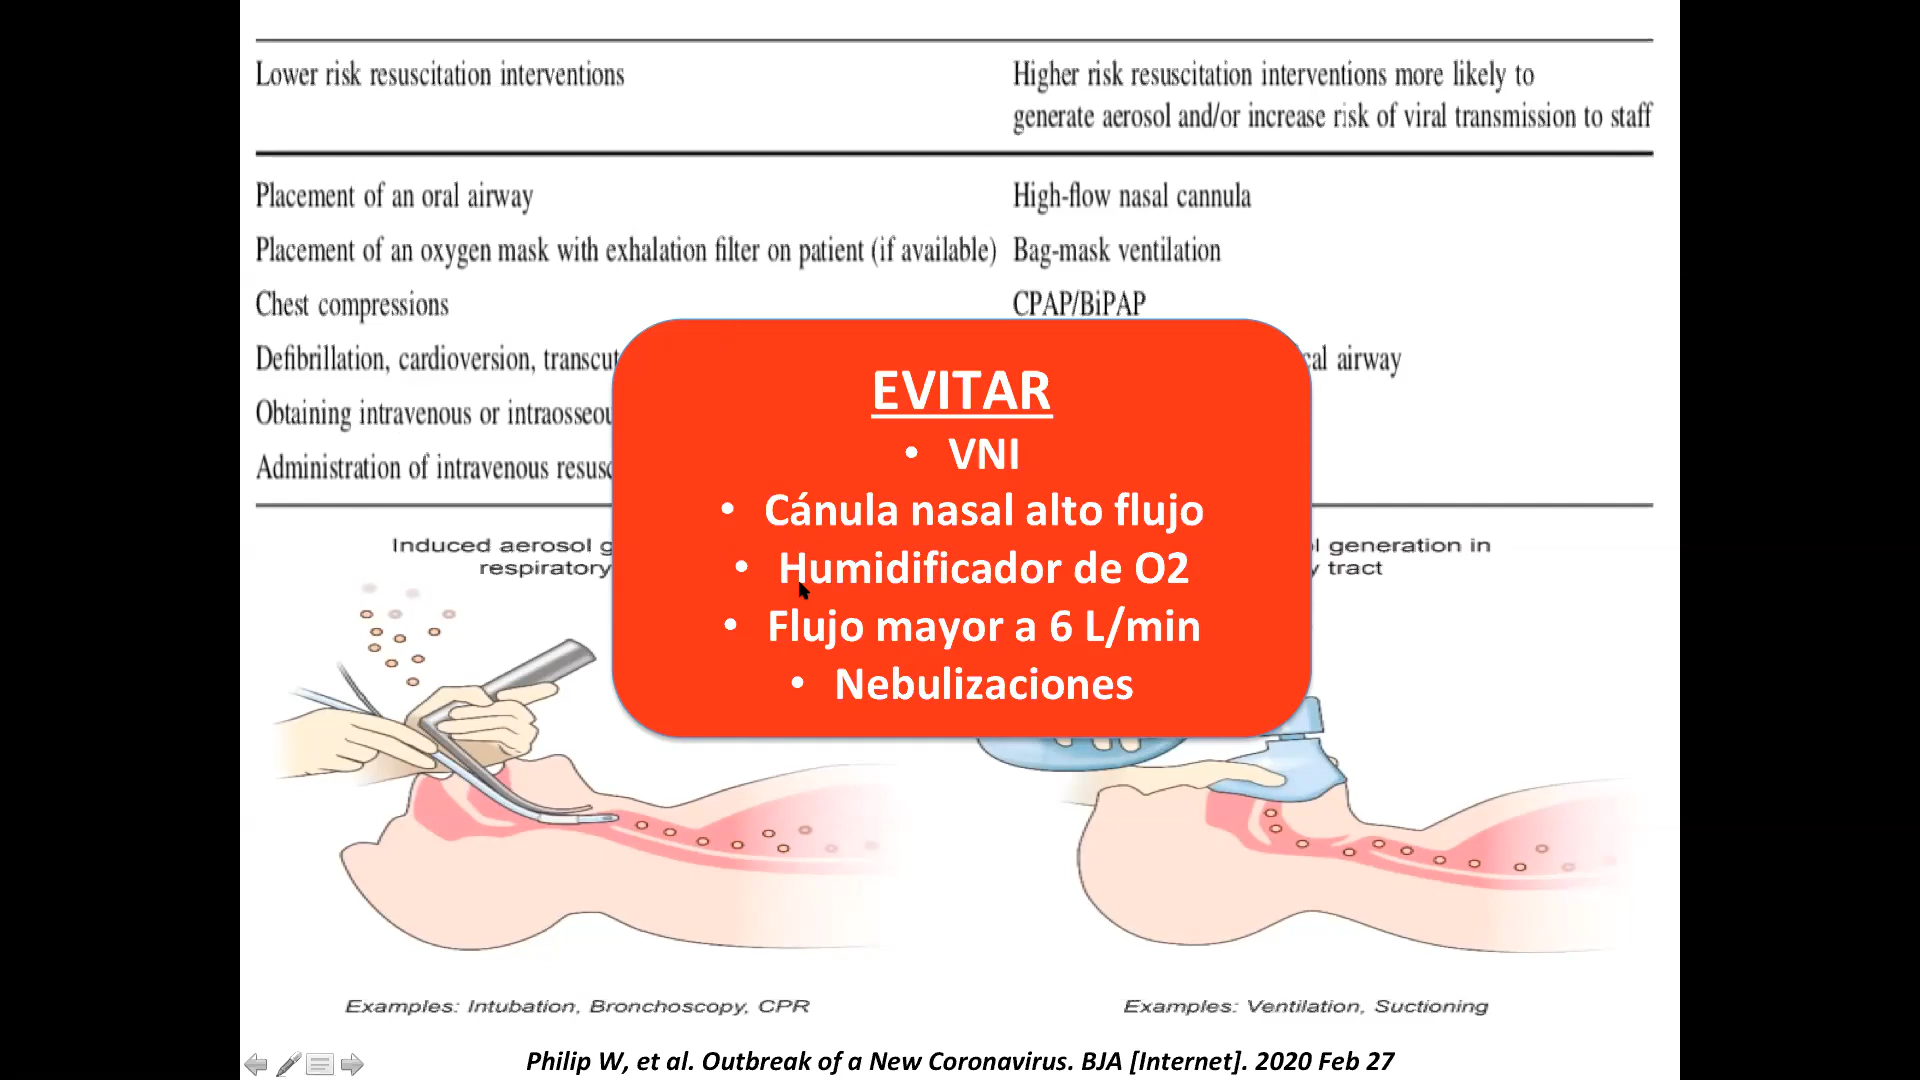 Lower risk resuscitation interventions
Higher risk resuscitation interventions more likely to
generate aerosol and/or increase risk of viral transmission to staff
Placement of an oral airway
High-flow nasal cannula
Placement of an oxygen mask with exhalation filter on patient (if available)
Bag-mask ventilation
Chest compressions
CPAP/BiPAP
Defibrillation, cardioversion,
airway
Obtaining intravenous or
Administration of intravenous
EVITAR
• VNI
• Cánula nasal alto flujo
• Humidificador de O2
• Flujo mayor a 6 L/min
• Nebulizaciones
Induced aerosol
respiratory
generation in
tract
Examples: Intubation, Bronchoscopy, CPR
Examples: Ventilation, Suctioning
Philip W, et al. Outbreak of a New Coronavirus. BJA [Internet]. 2020 Feb 27